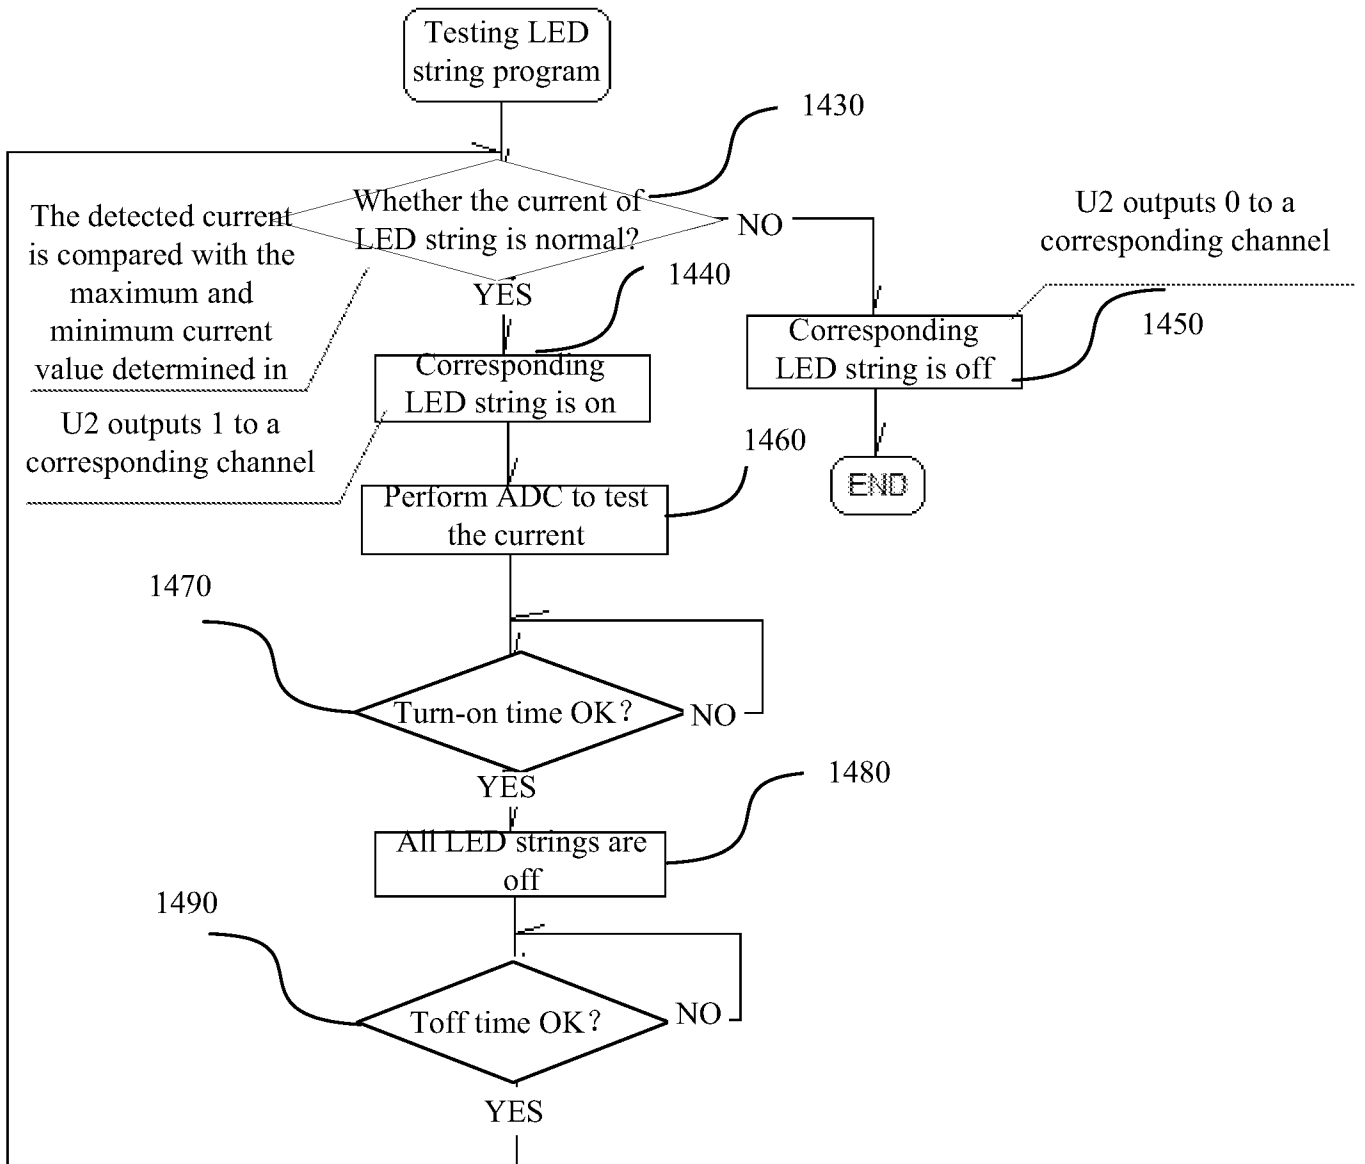 Testing LED
string program
1430
Whether the current of
LED string is normal?
NO
The detected current
is compared with the
maximum and
minimum current
value determined in
U2 outputs 0 to a
corresponding channel
YES
1440
1450
Corresponding
LED string is off
Corresponding
LED string is on
U2 outputs 1 to a
corresponding channel
1460
END
Perform ADC to test
the current
1470
Turn-on time OK?
NO
YES
1480
All LED strings are
off
1490
Toff time OK?
NO
YES